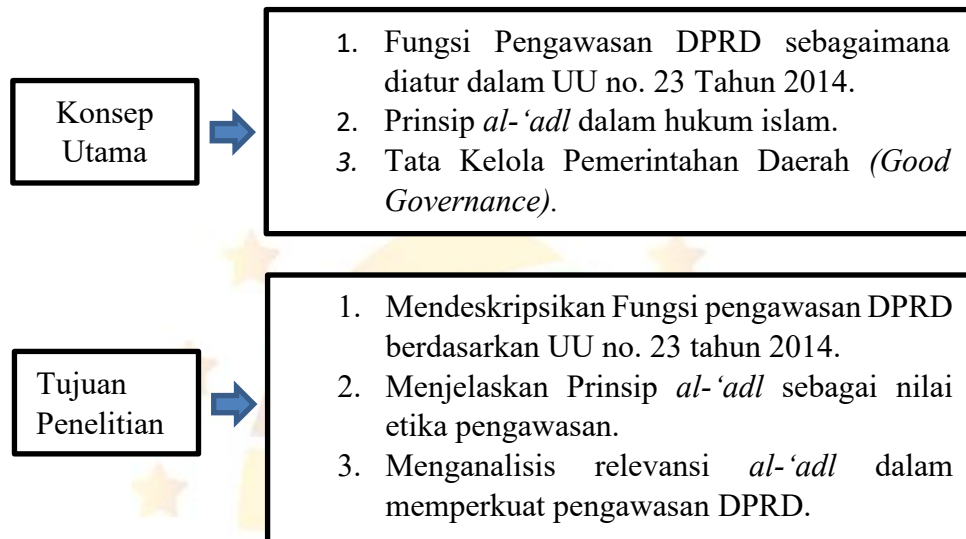 Konsep
Utama
1. Fungsi Pengawasan DPRD sebagaimana
diatur dalam UU no. 23 Tahun 2014.
2. Prinsip al-‘adl dalam hukum islam.
3. Tata Kelola Pemerintahan Daerah (Good
Governance).
Tujuan
Penelitian
1. Mendeskripsikan Fungsi pengawasan DPRD
berdasarkan UU no. 23 tahun 2014.
2. Menjelaskan Prinsip al-‘adl sebagai nilai
etika pengawasan.
3. Menganalisis relevansi al-‘adl dalam
memperkuat pengawasan DPRD.